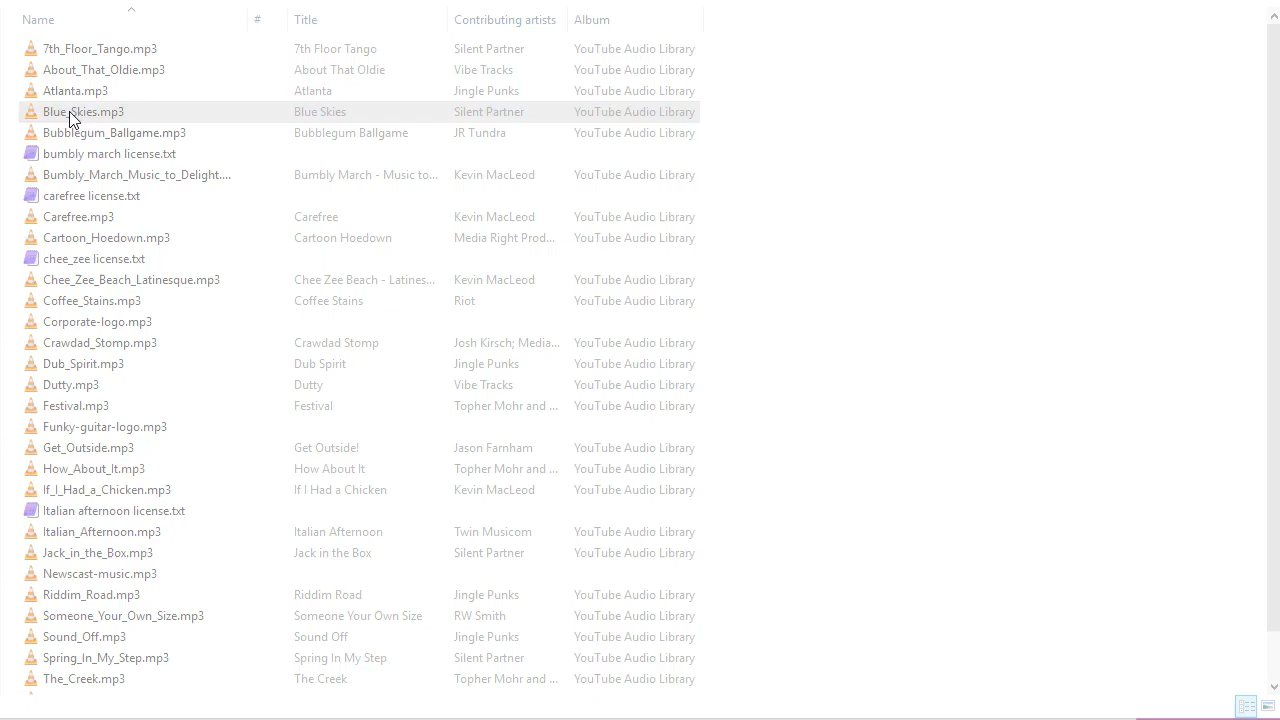 Name # Title Contributing artists Album
7th_Floor_Tango.mp3 7th Floor Tango Silent Partner YouTube Audio Library
About_That_Oldie.mp3 About That Oldie Vibe Tracks YouTube Audio Library
Atlanta.mp3 Atlanta Jingle Punks YouTube Audio Library
Blue_Skies.mp3 Blue Skies Silent Partner YouTube Audio Library
Bubblegum_Ballgame.mp3 Bubblegum Ballgame JR Tundra YouTube Audio Library
bumbly march license.txt
Bumbly_March_Music_to_Delight.... Bumbly March - Music to... Kevin MacLeod YouTube Audio Library
carefree license.txt
Carefree.mp3 Carefree Kevin MacLeod YouTube Audio Library
Cartoon_Hoedown.mp3 Cartoon Hoedown Media Right Prod... YouTube Audio Library
chee_zee license.txt
Chee_Zee_Beach_Latinesque.mp3 Chee Zee Beach - Latines... Kevin MacLeod YouTube Audio Library
Coffee_Stains.mp3 Coffee Stains Riot YouTube Audio Library
Corporate-logo.mp3
Crawdad_Stomp.mp3 Crawdad Stomp Josh Kirsch; Media... YouTube Audio Library
Dub_Spirit.mp3 Dub Spirit Jingle Punks YouTube Audio Library
Dutty.mp3 Dutty Vibe Tracks YouTube Audio Library
Festival.mp3 Festival Topher Mohr and ... YouTube Audio Library
Funky-guitar-logo.mp3
Get_Outside.mp3 Get Outside! Jason Farnham YouTube Audio Library
How_About_It.mp3 How About It Topher Mohr and ... YouTube Audio Library
If_I_Had_a_Chicken.mp3 If I Had a Chicken Kevin MacLeod YouTube Audio Library
Italian afternoon license.txt
Italian_Afternoon.mp3 Italian Afternoon Twin Musicom YouTube Audio Library
Jack_in_the_Box.mp3 Jack in the Box Silent Partner YouTube Audio Library
Newscast-music.mp3
Riddim_Road.mp3 Riddim Road Jingle Punks YouTube Audio Library
Someone_Your_Own_Size.mp3 Someone Your Own Size RW Smith YouTube Audio Library
Sound_Off.mp3 Sound Off Jingle Punks YouTube Audio Library
Spring_In_My_Step.mp3 Spring In My Step Silent Partner YouTube Audio Library
The_Creek.mp3 The Creek Topher Mohr and ... YouTube Audio Library